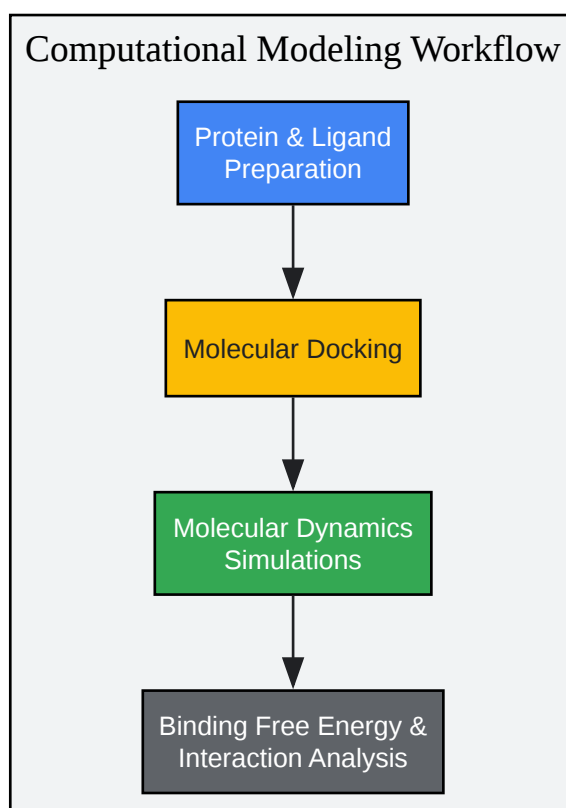 Computational Modeling Workflow
Protein & Ligand
Preparation
Molecular Docking
Molecular Dynamics
Simulations
Binding Free Energy &
Interaction Analysis